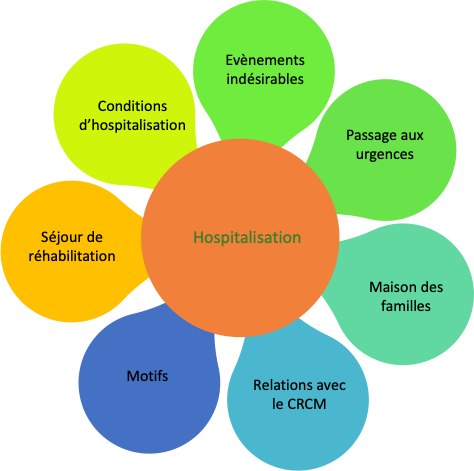 Evènements
indésirables
Passage aux
urgences
Maison des
familles
Relations avec
le CRCM
Motifs
Séjour de
réhabilitation
Conditions
d’hospitalisation
Hospitalisation